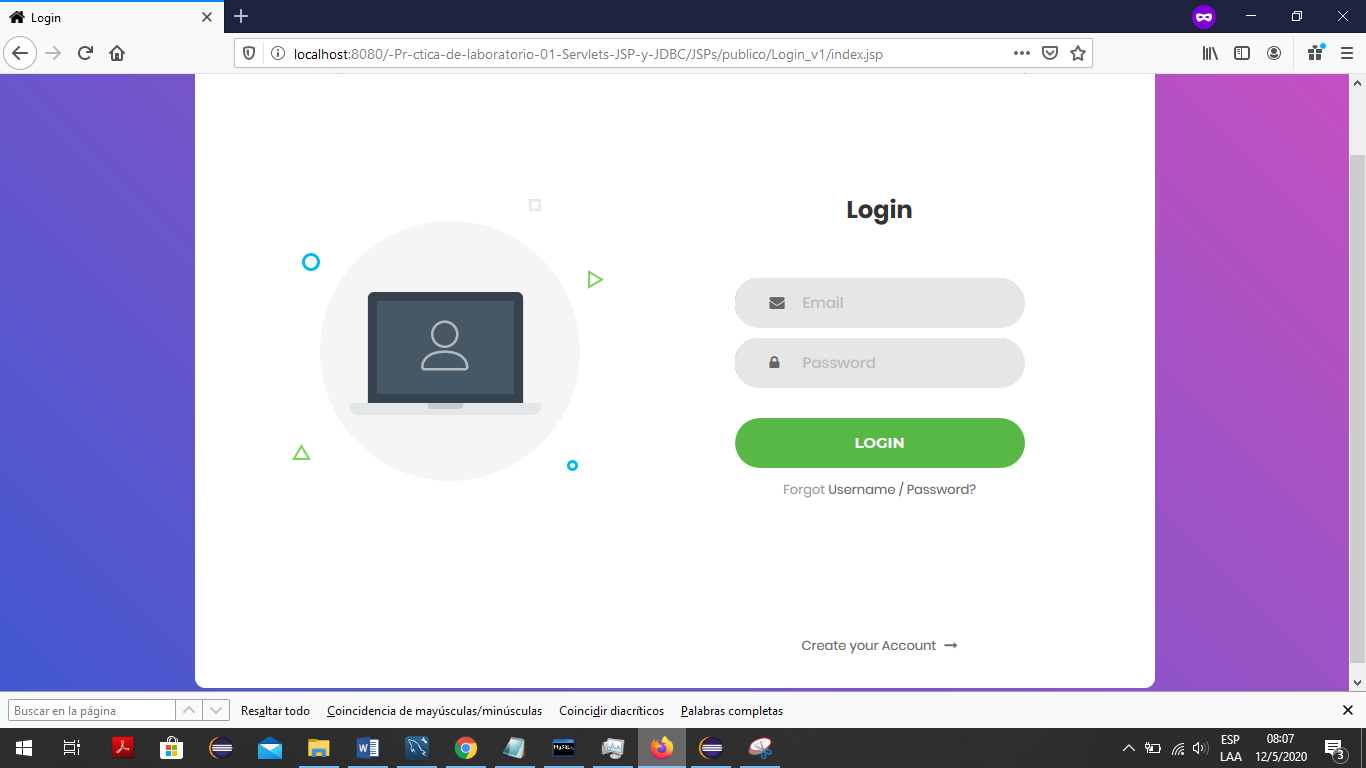 Login
localhost:8080/-Pr-ctica-de-laboratorio-01-Servlets-JSP-y-JDBC/JSPs/publico/Login_v1/index.jsp
Login
Email
Password
LOGIN
Forgot Username / Password?
Create your Account
Buscar en la página
Resaltar todo
Coincidencia de mayúsculas/minúsculas
Coincidir diacríticos
Palabras completas
MySQL
ESP
LAA
08:07
12/5/2020
3